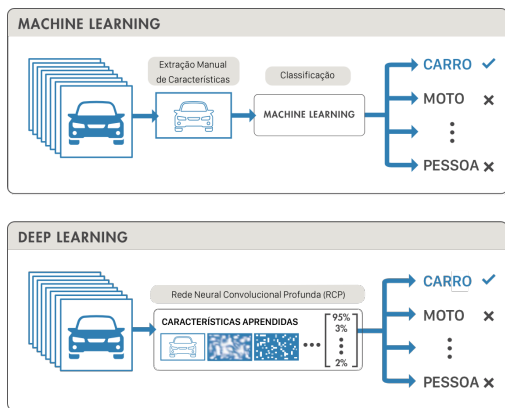 MACHINE LEARNING
Extração Manual
de Características
Classificação
MACHINE LEARNING
CARRO
MOTO
PESSOA
DEEP LEARNING
Rede Neural Convolucional Profunda (RCP)
CARACTERÍSTICAS APRENDIDAS
95%
3%
2%
CARRO
MOTO
PESSOA